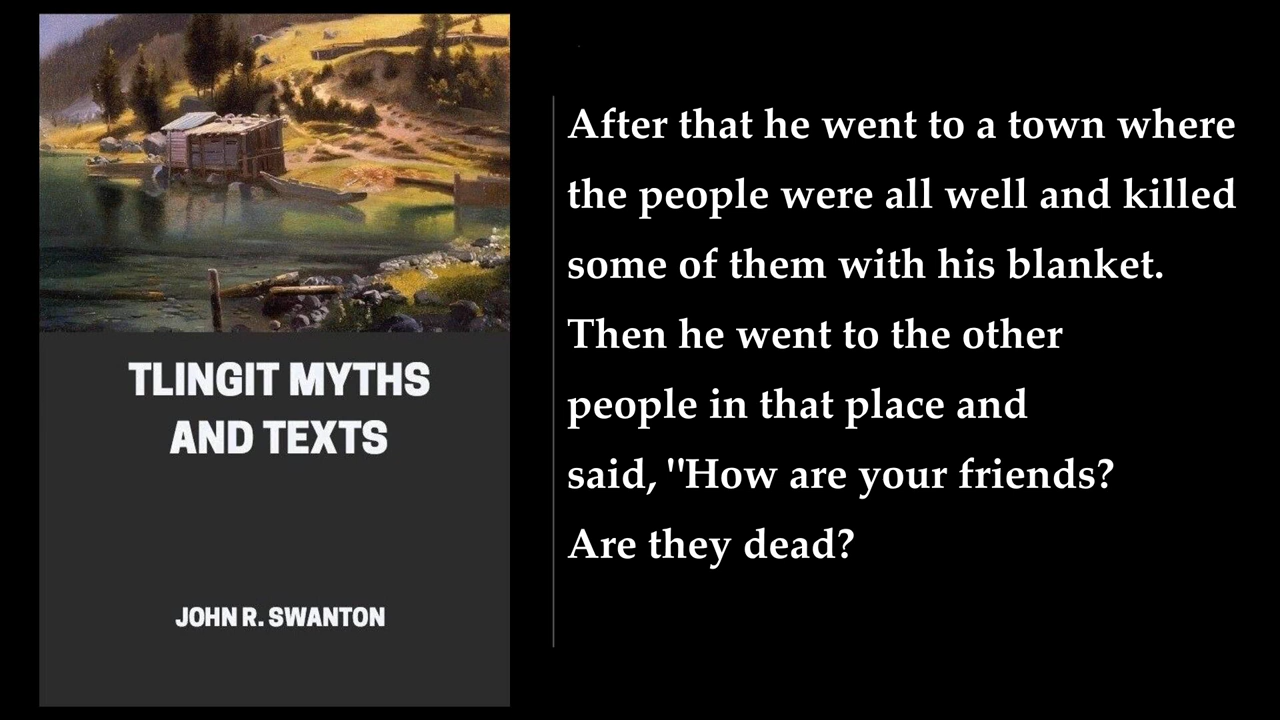 TLINGIT MYTHS
AND TEXTS
JOHN R. SWANTON
After that he went to a town where
the people were all well and killed
some of them with his blanket.
Then he went to the other
people in that place and
said, "How are your friends?
Are they dead?